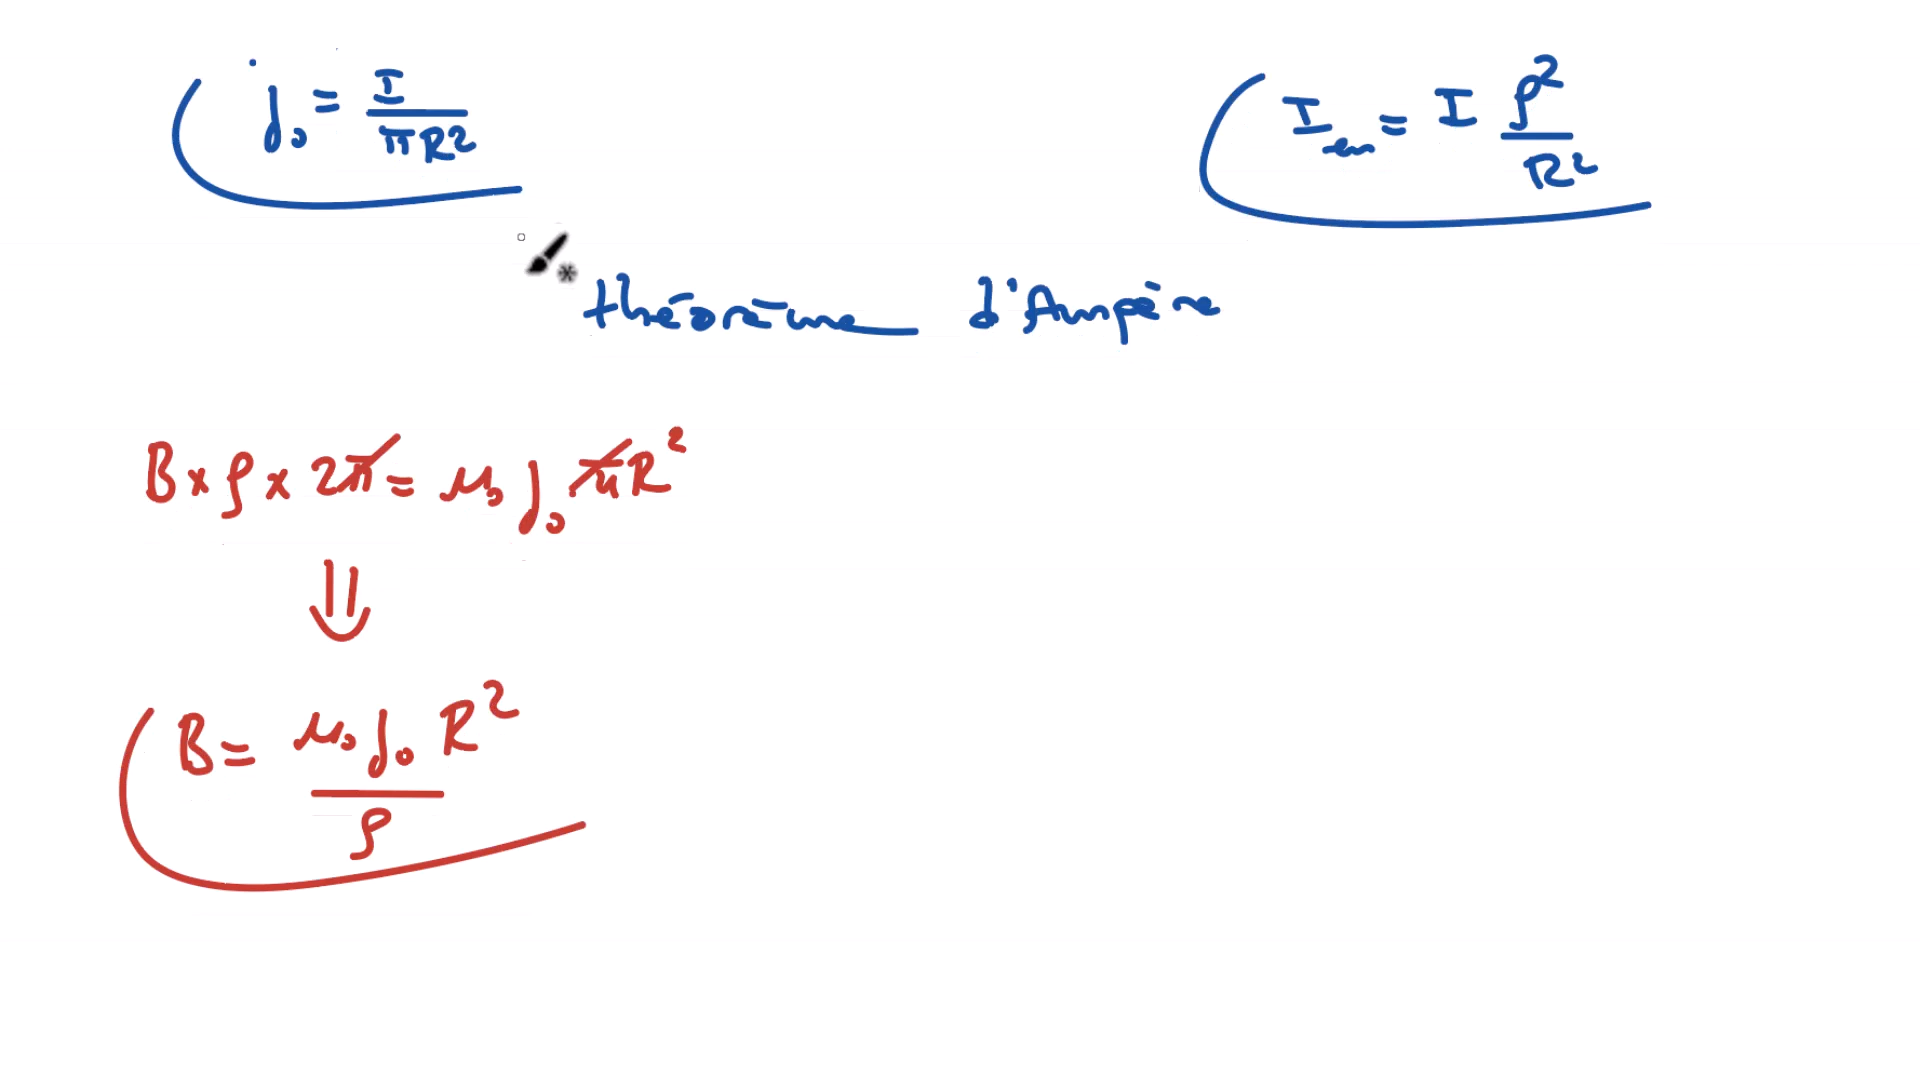 j₀ = I / πR²
I_en = I ρ² / R²
théorème d'Ampère
B × ρ × 2π = μ₀ j₀ πR²
⇓
B = μ₀ j₀ R² / ρ